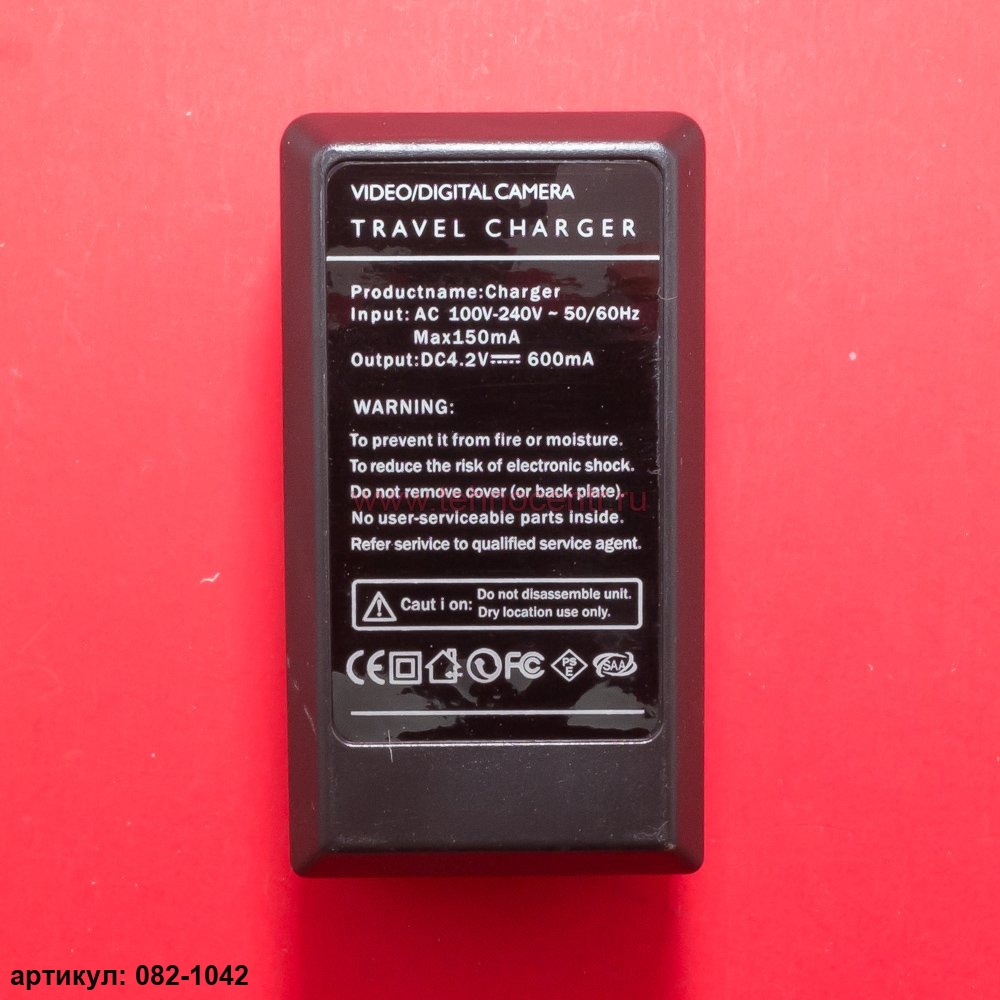 VIDEO/DIGITAL CAMERA
TRAVEL CHARGER
Productname:Charger
Input: AC 100V-240V ~ 50/60Hz
Max150mA
Output:DC4.2V⎓ 600mA
WARNING:
To prevent it from fire or moisture.
To reduce the risk of electronic shock.
Do not remove cover (or back plate).
www.tehnocentr.ru
No user-serviceable parts inside.
Refer serivice to qualified service agent.
Caut i on: Do not disassemble unit.
Dry location use only.
CE FC PSE SAA
артикул: 082-1042